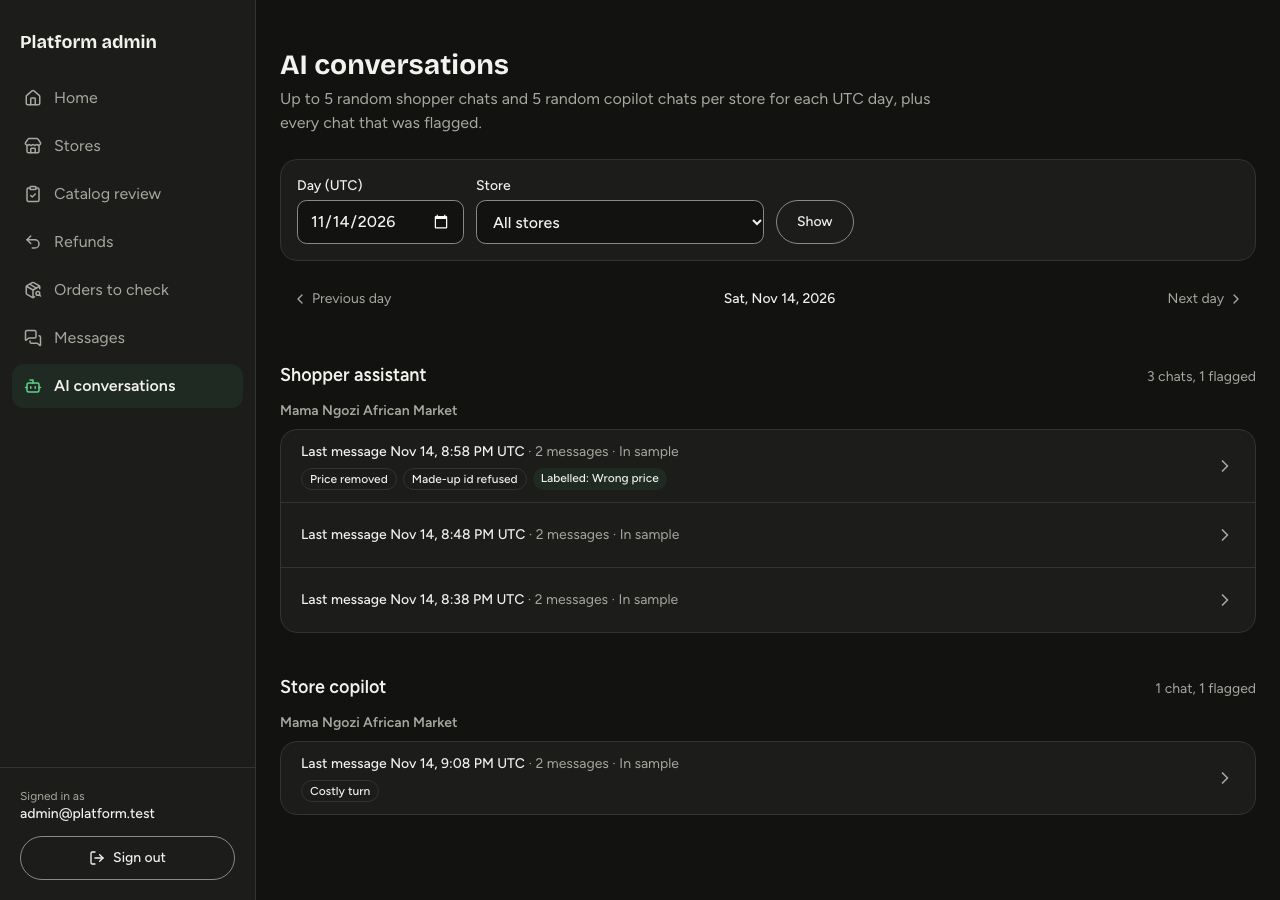 Platform admin
Home
Stores
Catalog review
Refunds
Orders to check
Messages
AI conversations
Signed in as
admin@platform.test
Sign out
AI conversations
Up to 5 random shopper chats and 5 random copilot chats per store for each UTC day, plus
every chat that was flagged.
Day (UTC)
Store
11/14/2026
All stores
Show
Previous day
Sat, Nov 14, 2026
Next day
Shopper assistant
3 chats, 1 flagged
Mama Ngozi African Market
Last message Nov 14, 8:58 PM UTC · 2 messages · In sample
Price removed
Made-up id refused
Labelled: Wrong price
Last message Nov 14, 8:48 PM UTC · 2 messages · In sample
Last message Nov 14, 8:38 PM UTC · 2 messages · In sample
Store copilot
1 chat, 1 flagged
Mama Ngozi African Market
Last message Nov 14, 9:08 PM UTC · 2 messages · In sample
Costly turn